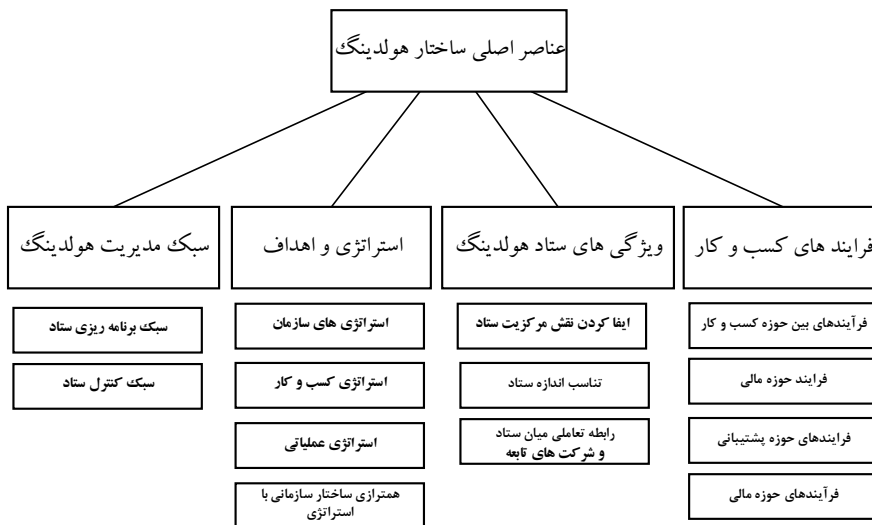 عناصر اصلی ساختار هولدینگ
فرایند های کسب و کار
ویژگی های ستاد هولدینگ
استراتژی و اهداف
سبک مدیریت هولدینگ
فرآیندهای بین حوزه کسب و کار
فرایند حوزه مالی
فرایندهای حوزه پشتیبانی
فرآیندهای حوزه مالی
ایفا کردن نقش مرکزیت ستاد
تناسب اندازه ستاد
رابطه تعاملی میان ستاد
و شرکت های تابعه
استراتژی های سازمان
استراتژی کسب و کار
استراتژی عملیاتی
همترازی ساختار سازمانی با
استراتژی
سبک برنامه ریزی ستاد
سبک کنترل ستاد